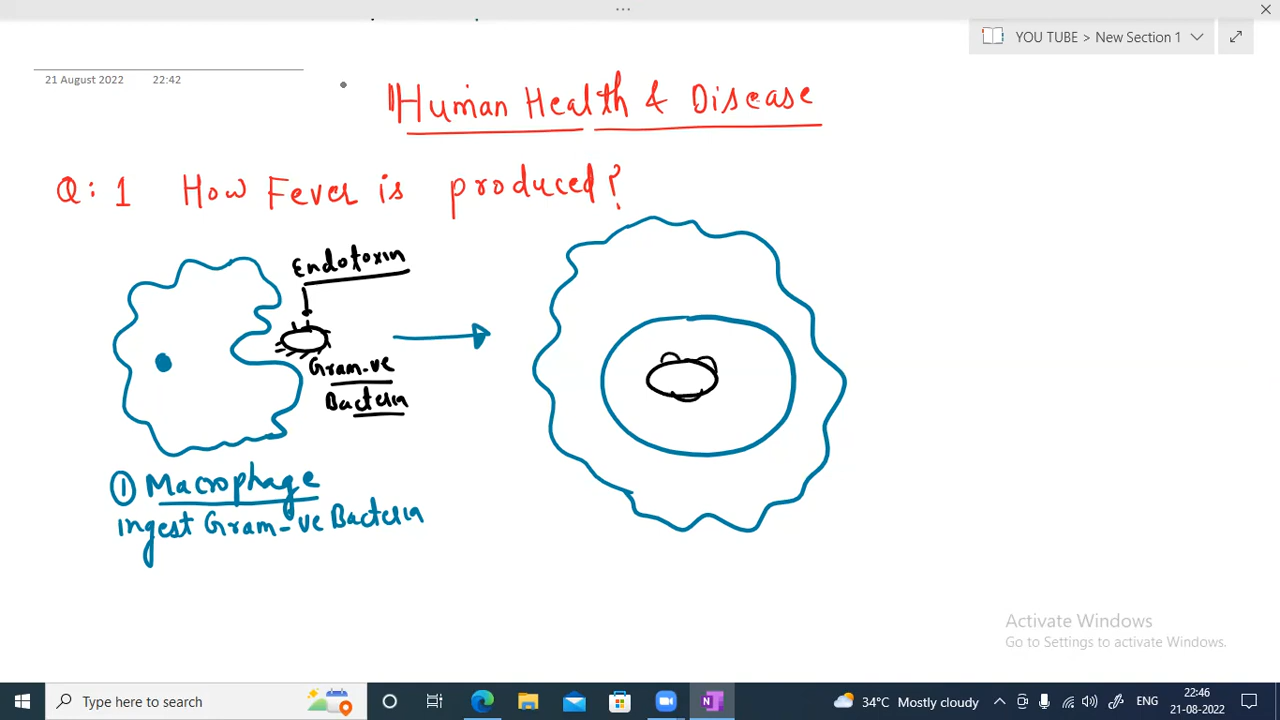 YOU TUBE > New Section 1
21 August 2022 22:42
Human Health & Disease
Q: 1 How Fever is produced?
Endotoxin
Gram-ve
Bacteria
① Macrophage
ingest Gram-ve Bacteria
Activate Windows
Go to Settings to activate Windows.
Type here to search
34°C Mostly cloudy
ENG
22:46
21-08-2022